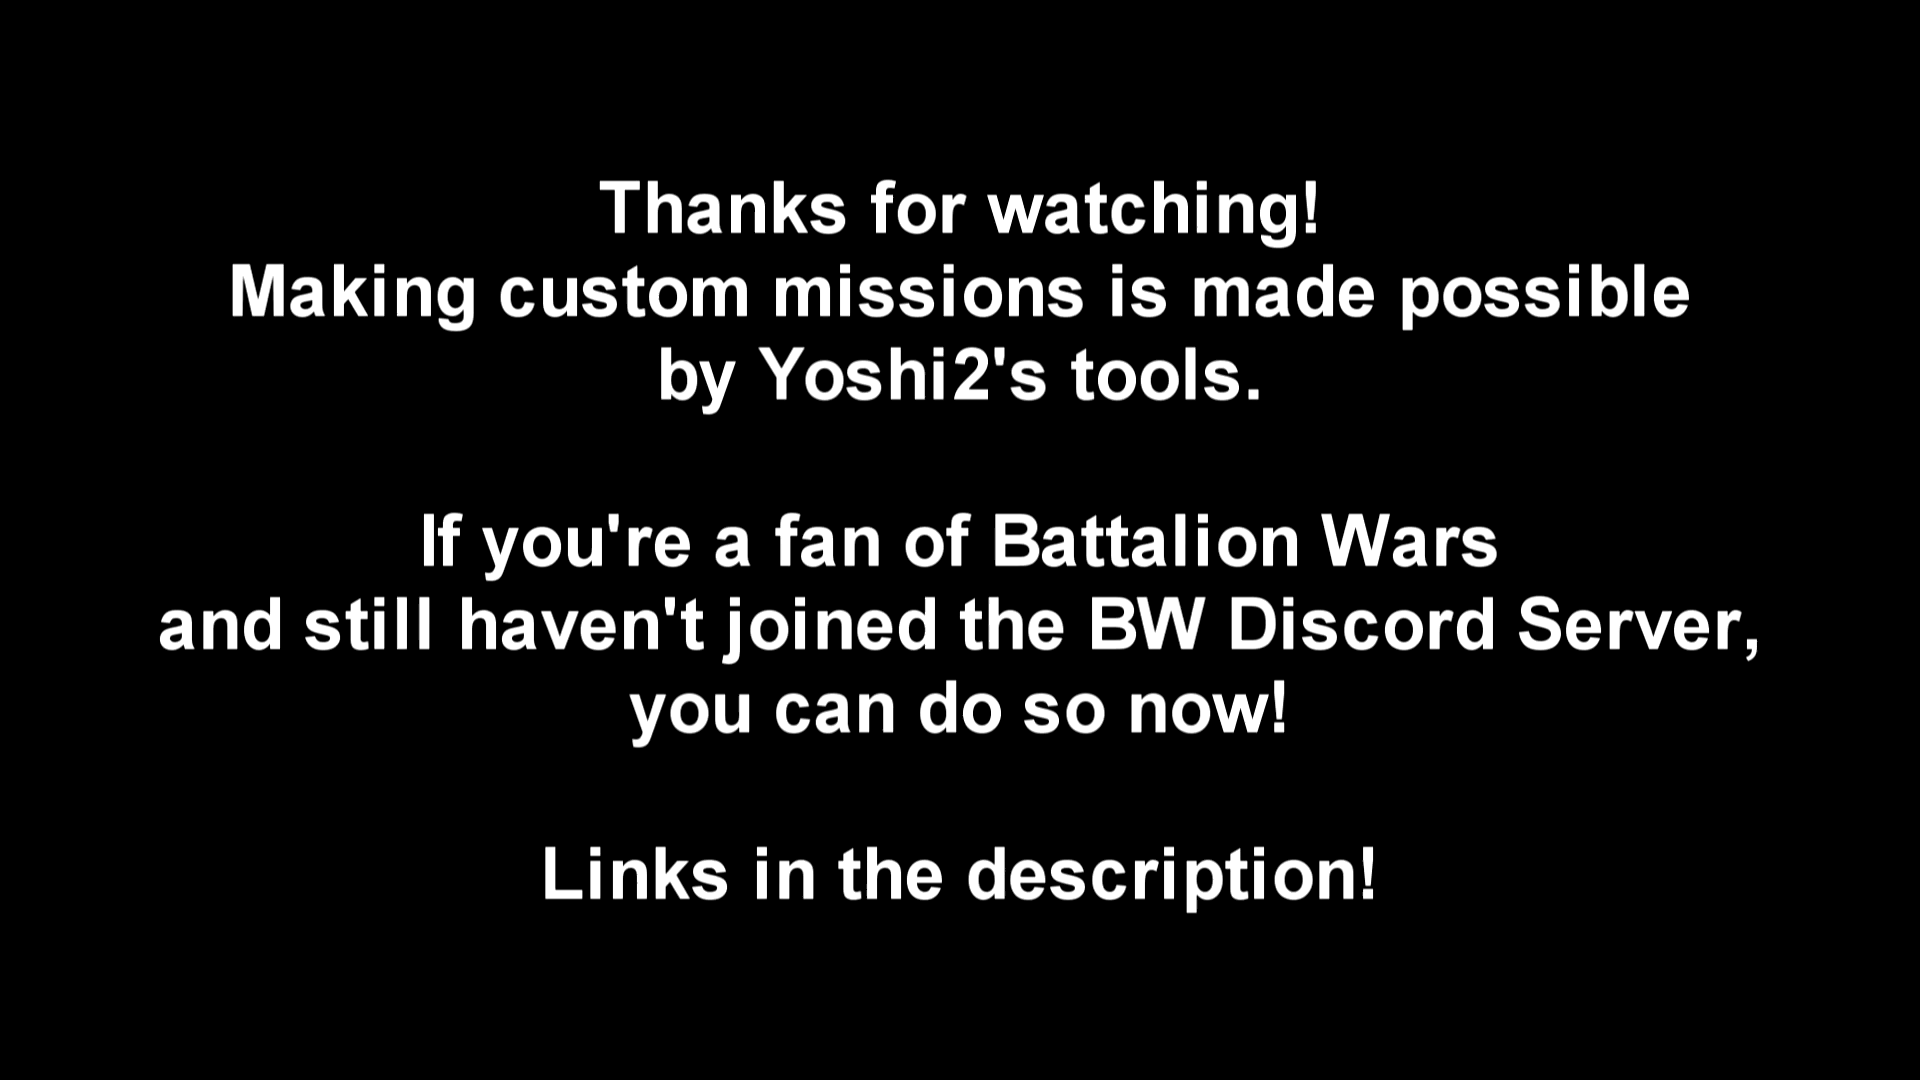 Thanks for watching!
Making custom missions is made possible
by Yoshi2's tools.
If you're a fan of Battalion Wars
and still haven't joined the BW Discord Server,
you can do so now!
Links in the description!